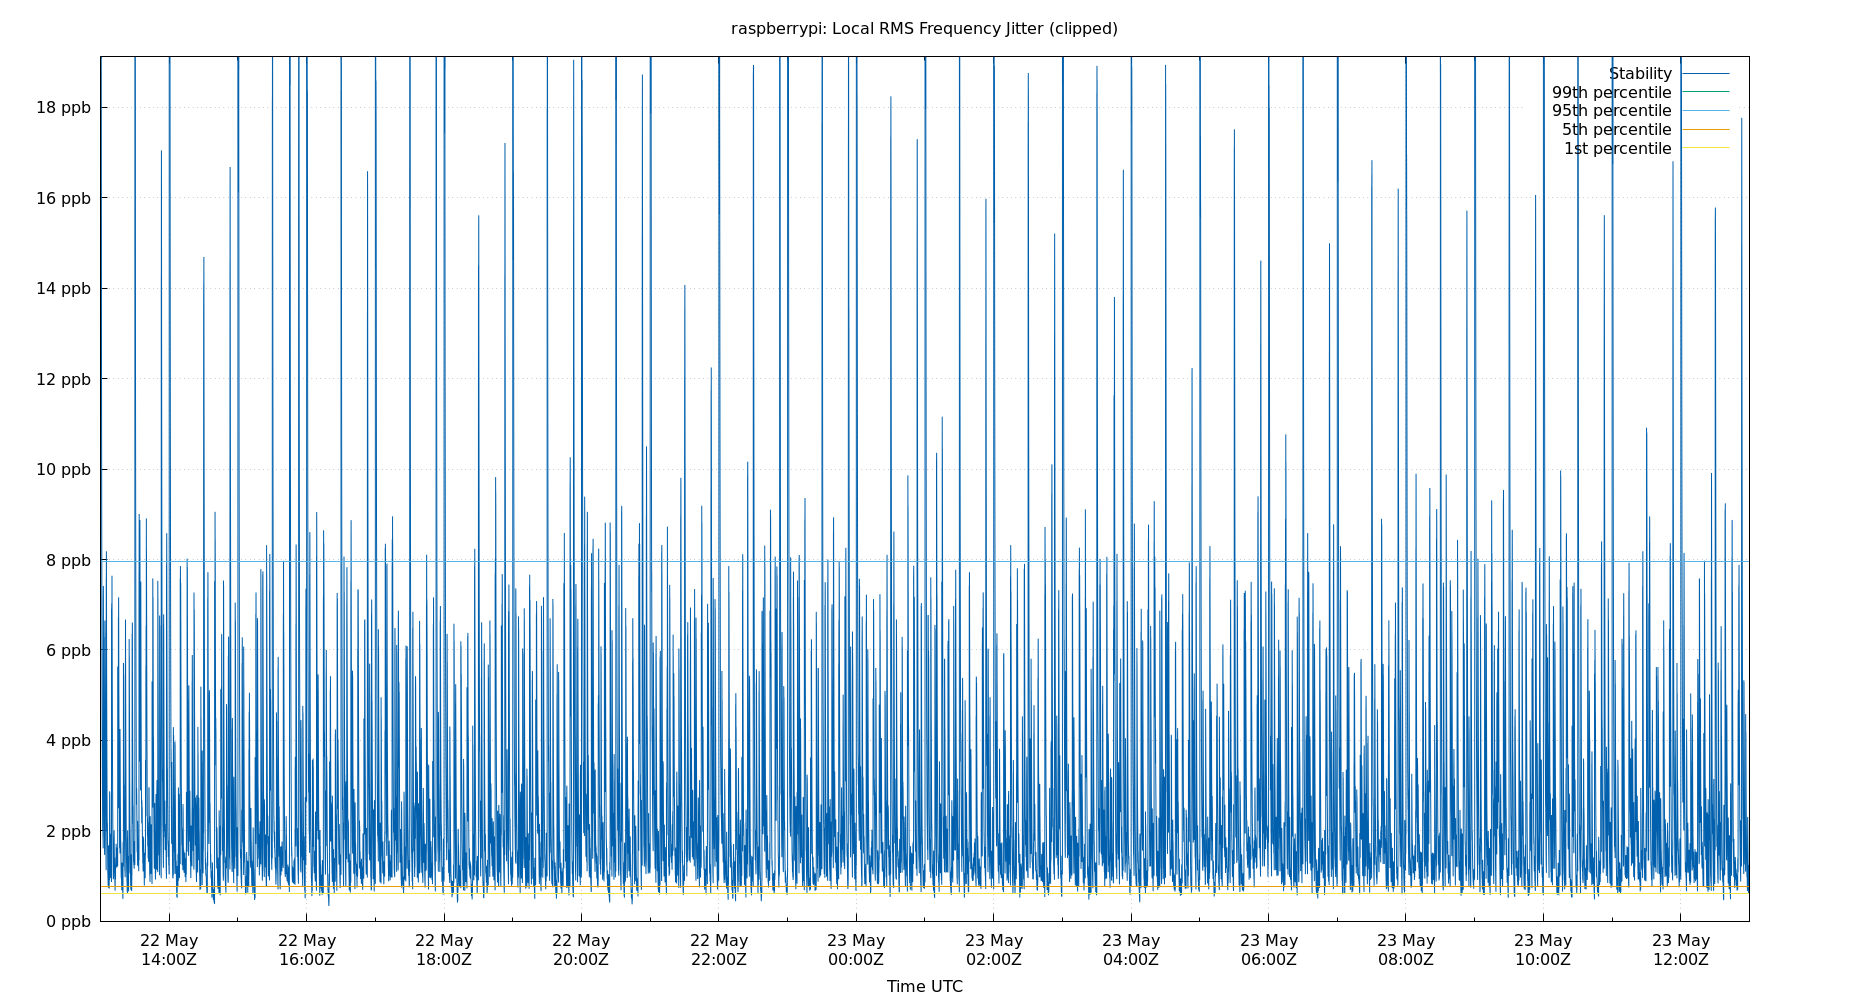 raspberrypi: Local RMS Frequency Jitter (clipped)
Stability
99th percentile
95th percentile
5th percentile
1st percentile
18 ppb
16 ppb
14 ppb
12 ppb
10 ppb
8 ppb
6 ppb
4 ppb
2 ppb
0 ppb
22 May 22 May 22 May 22 May 22 May 23 May 23 May 23 May 23 May 23 May 23 May 23 May
14:00Z 16:00Z 18:00Z 20:00Z 22:00Z 00:00Z 02:00Z 04:00Z 06:00Z 08:00Z 10:00Z 12:00Z
Time UTC